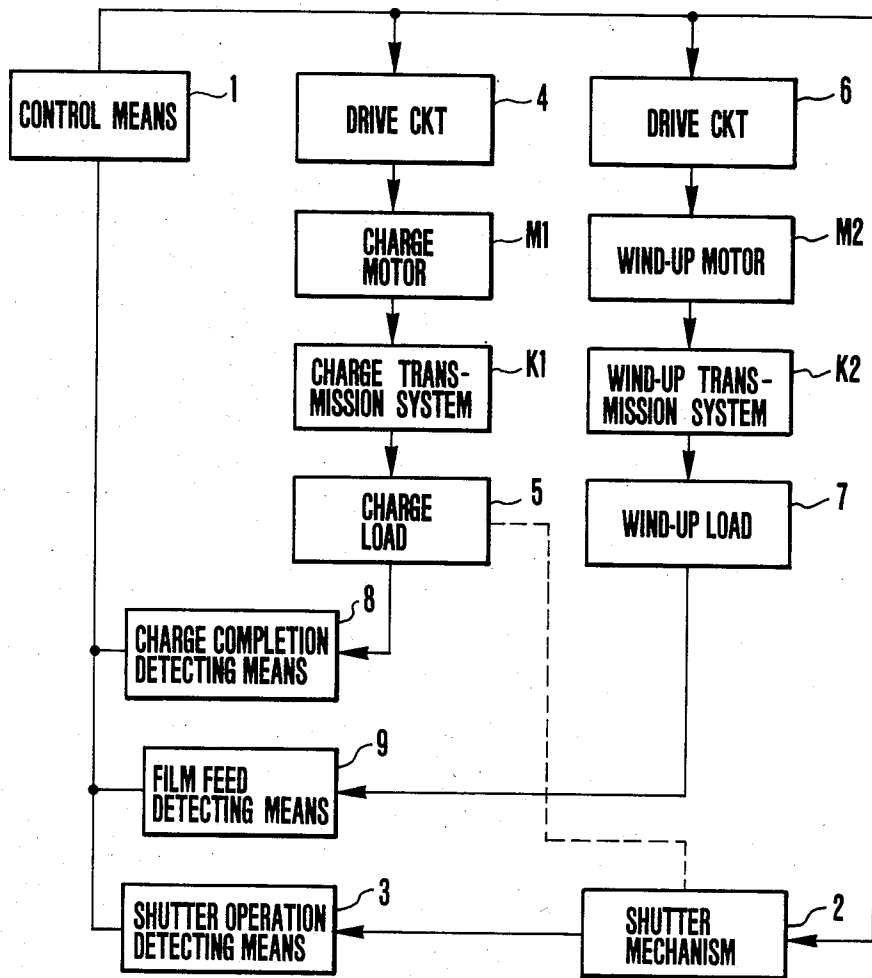 1
CONTROL MEANS
4
DRIVE CKT
6
DRIVE CKT
M1
CHARGE
MOTOR
M2
WIND-UP MOTOR
K1
CHARGE TRANS-
MISSION SYSTEM
K2
WIND-UP TRANS-
MISSION SYSTEM
5
CHARGE
LOAD
7
WIND-UP LOAD
8
CHARGE COMPLETION
DETECTING MEANS
9
FILM FEED
DETECTING MEANS
3
SHUTTER OPERATION
DETECTING MEANS
2
SHUTTER
MECHANISM